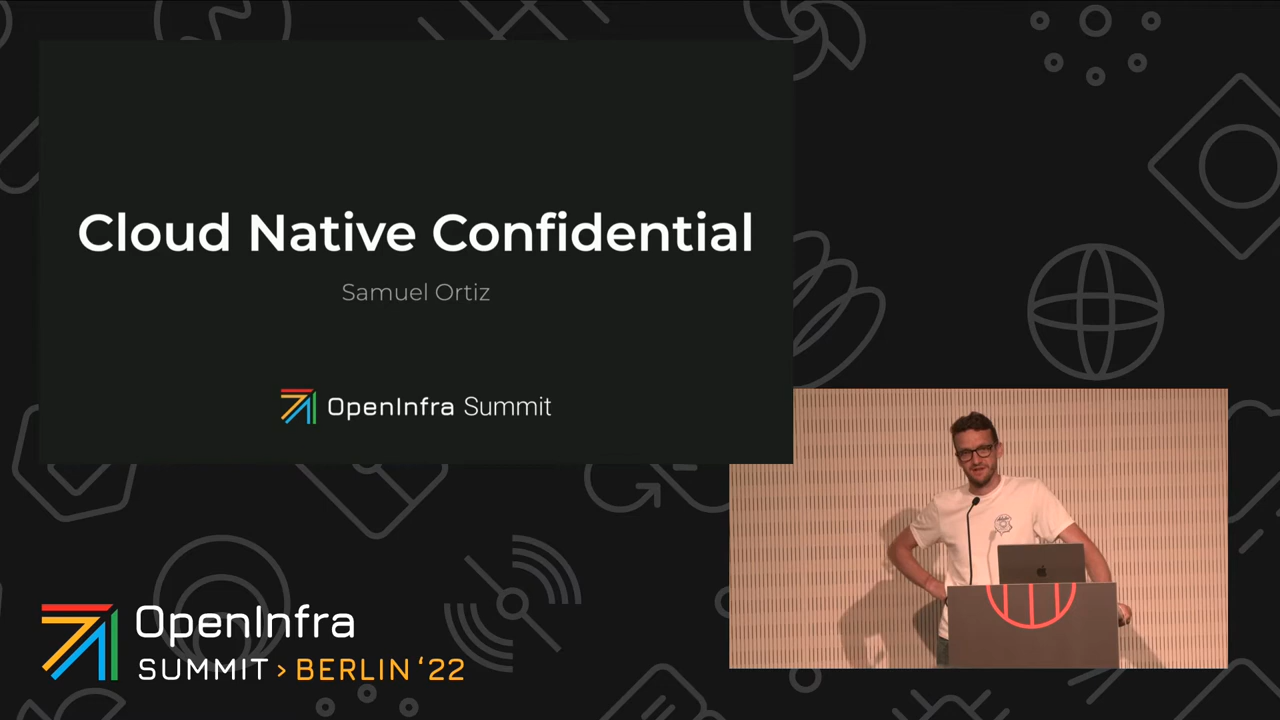 Cloud Native Confidential
Samuel Ortiz
OpenInfra Summit
OpenInfra
SUMMIT > BERLIN ‘22